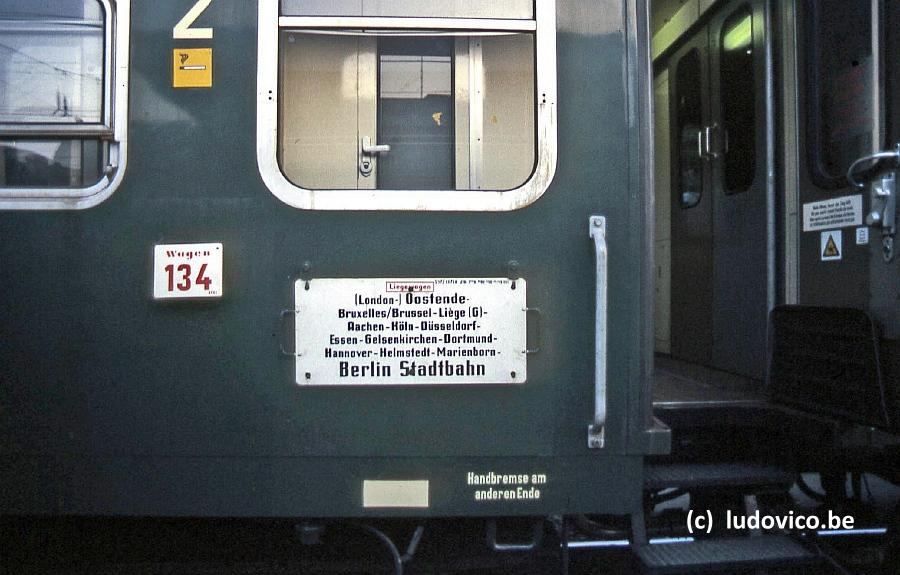 2
Wagen
134
Liegewagen
(London-) Oostende-
Bruxelles/Brussel-Liège (G)-
Aachen-Köln-Düsseldorf-
Essen-Gelsenkirchen-Dortmund-
Hannover-Helmstedt-Marienborn-
Berlin Stadtbahn
Handbremse am
anderen Ende
(c) ludovico.be